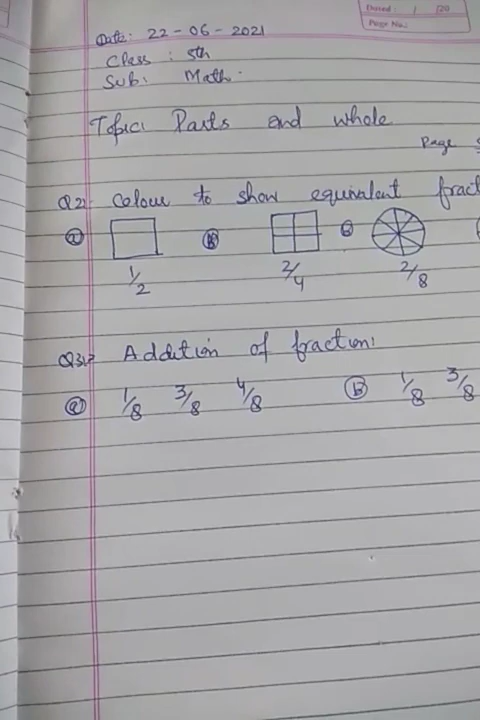 Dated: / /20
Page No.:
Date: 22-06-2021
Class : 5th
Sub: Math.
Topic: Parts and whole
Page
Q2) Colour to show equivalent fract
a B c
1/2 2/4 2/8
Q3) Addition of fraction:
a 1/8 3/8 4/8 B 1/8 3/8